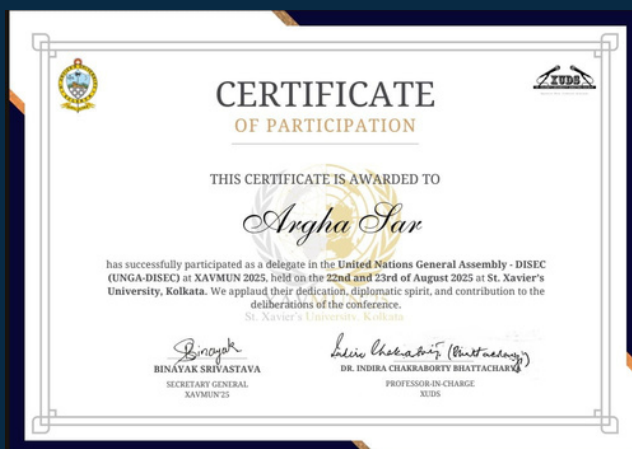 XUDS
CERTIFICATE
OF PARTICIPATION
THIS CERTIFICATE IS AWARDED TO
Argha Sar
has successfully participated as a delegate in the United Nations General Assembly - DISEC
(UNGA-DISEC) at XAVMUN 2025, held on the 22nd and 23rd of August 2025 at St. Xavier's
University, Kolkata. We applaud their dedication, diplomatic spirit, and contribution to the
deliberations of the conference.
St. Xavier's University, Kolkata
Binayak
Indira Chakraborty (Bhattacharya)
BINAYAK SRIVASTAVA
DR. INDIRA CHAKRABORTY BHATTACHARYA
SECRETARY GENERAL
PROFESSOR-IN-CHARGE
XAVMUN'25
XUDS